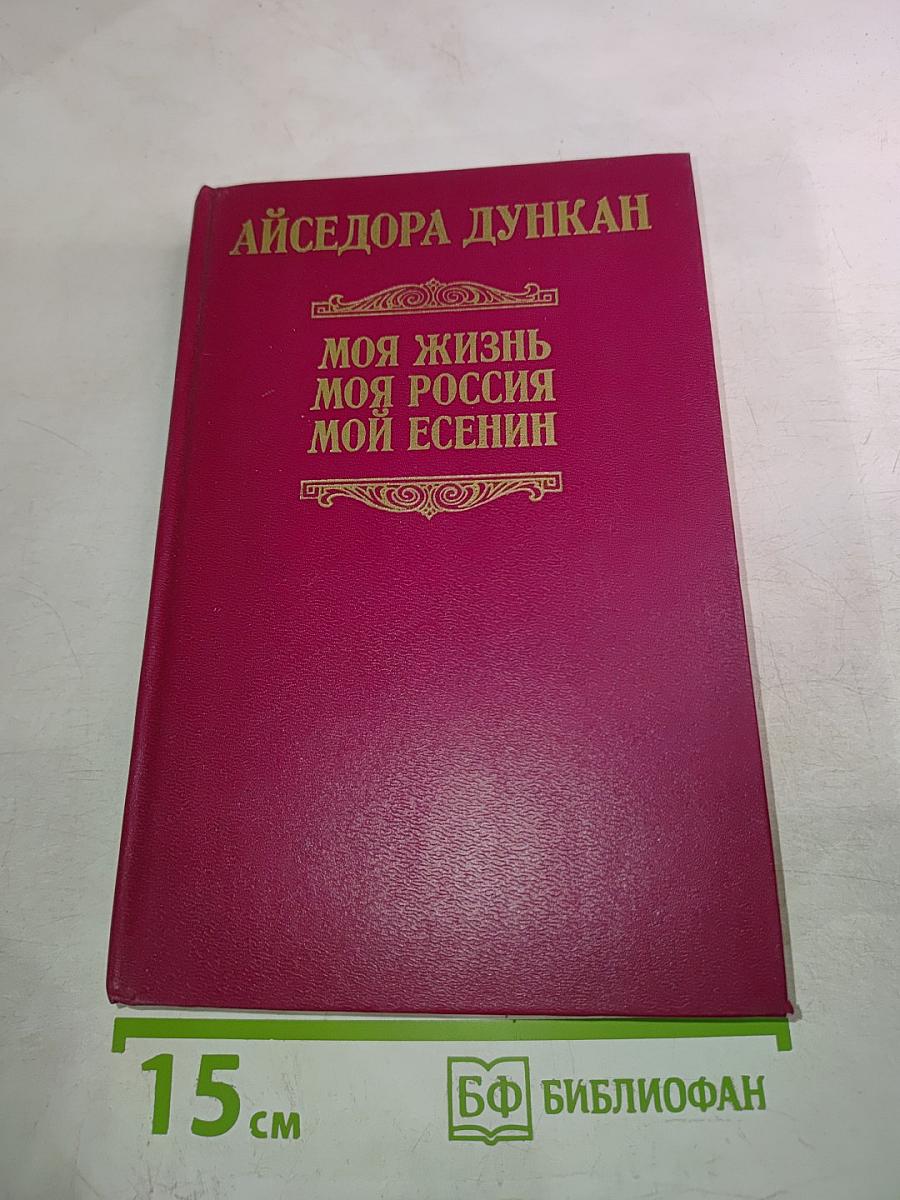 АЙСЕДОРА ДУНКАН
МОЯ ЖИЗНЬ
МОЯ РОССИЯ
МОЙ ЕСЕНИН
15 см
БФ БИБЛИОФАН